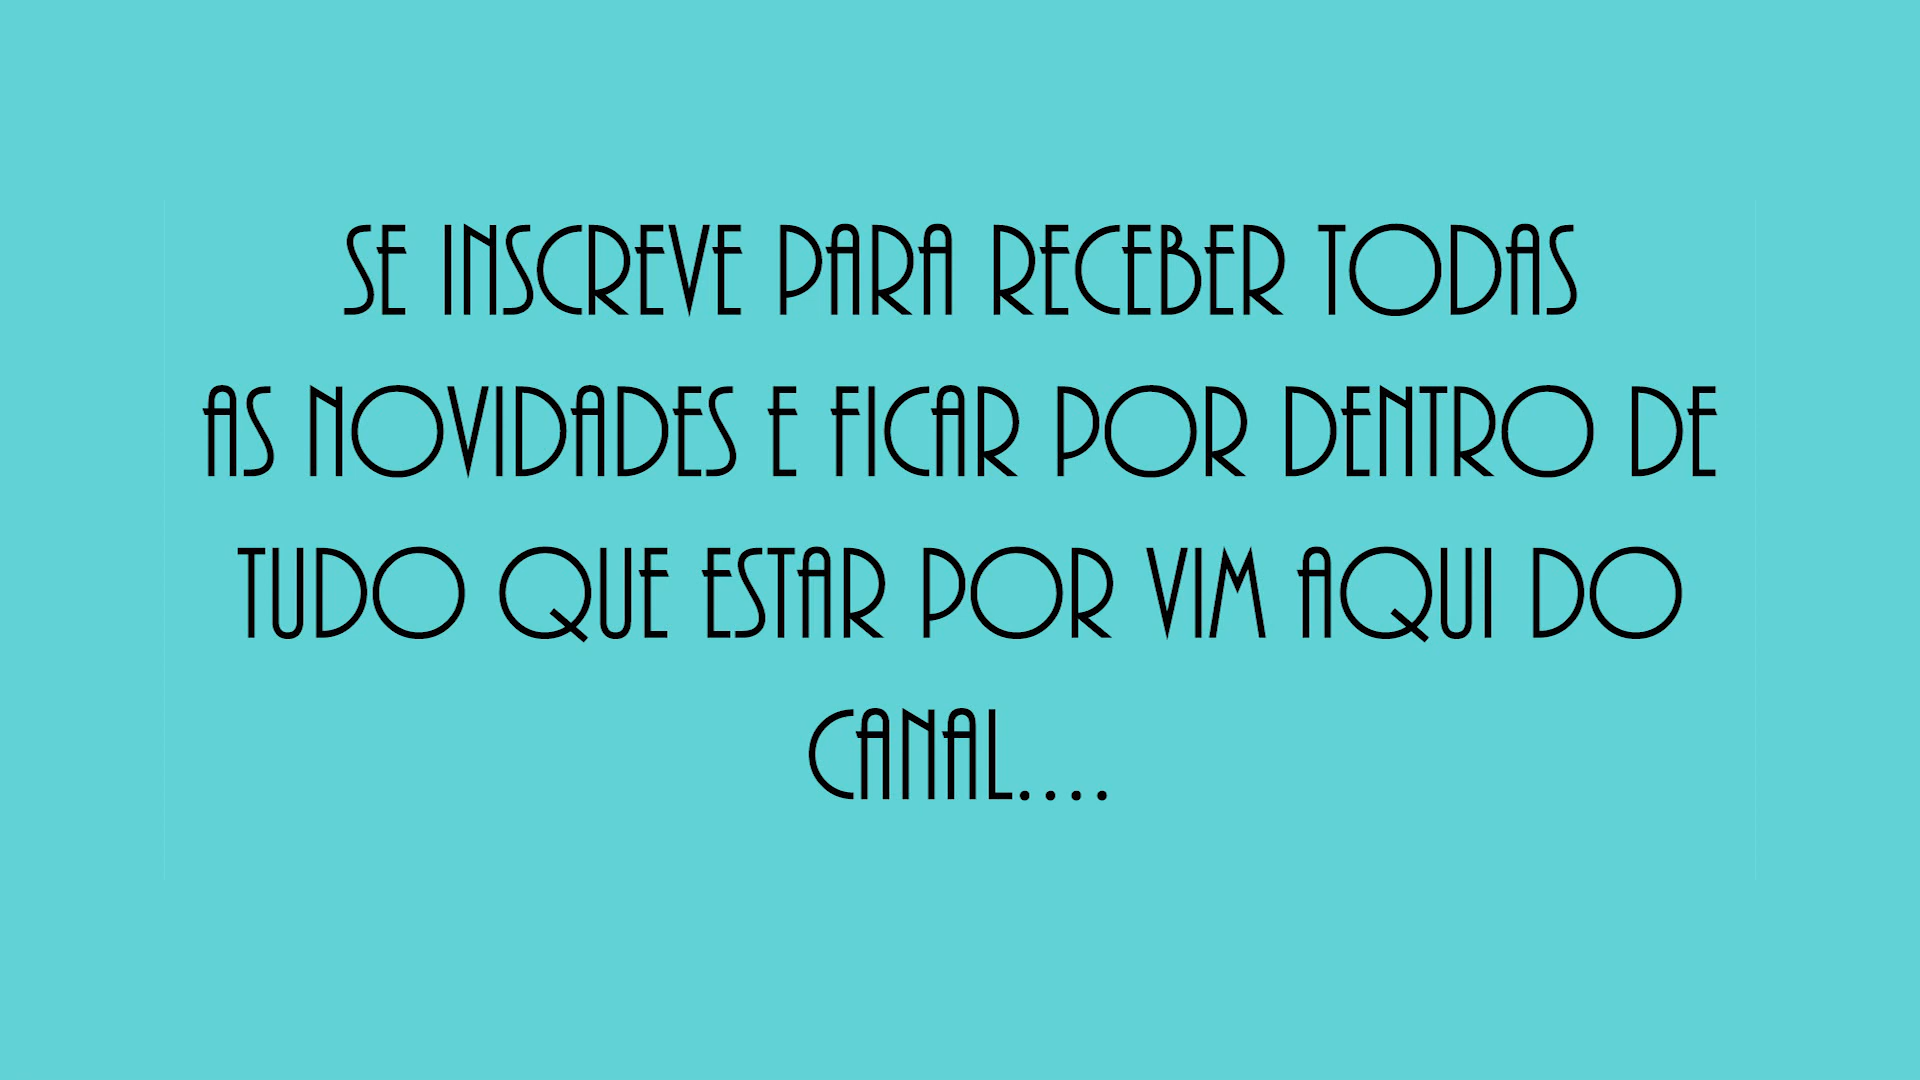 SE INSCREVE PARA RECEBER TODAS
AS NOVIDADES E FICAR POR DENTRO DE
TUDO QUE ESTAR POR VIM AQUI DO
CANAL....